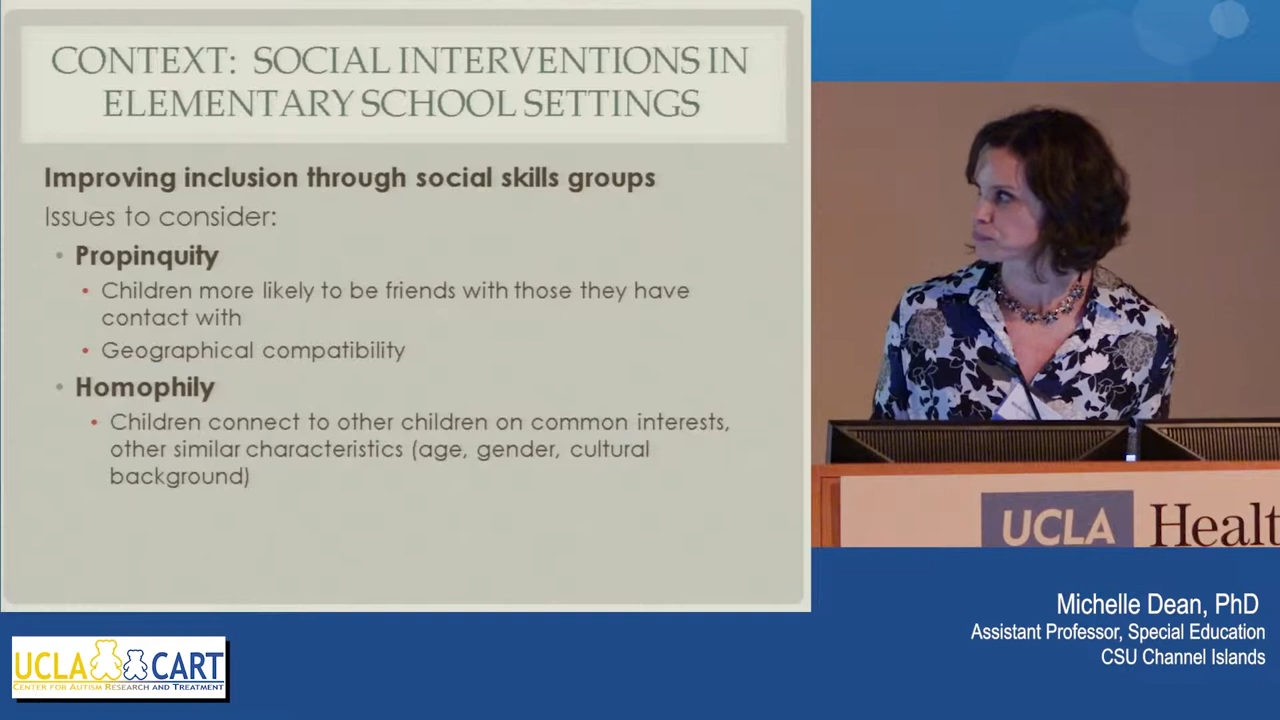 CONTEXT: SOCIAL INTERVENTIONS IN
ELEMENTARY SCHOOL SETTINGS
Improving inclusion through social skills groups
Issues to consider:
• Propinquity
• Children more likely to be friends with those they have
contact with
• Geographical compatibility
• Homophily
• Children connect to other children on common interests,
other similar characteristics (age, gender, cultural
background)
UCLA Healt
Michelle Dean, PhD
Assistant Professor, Special Education
CSU Channel Islands
UCLA CART
CENTER FOR AUTISM RESEARCH AND TREATMENT